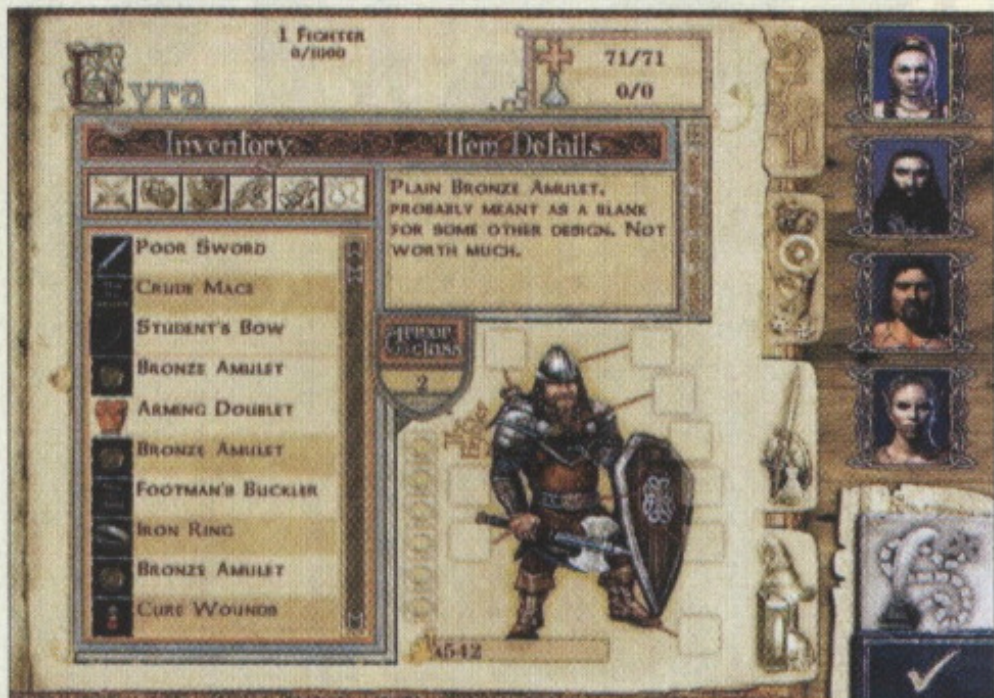 1 Fighter
0/1000
Lyra
71/71
0/0
Inventory
Item Details
Plain Bronze Amulet,
probably meant as a blank
for some other design. Not
worth much.
Poor Sword
Crude Mace
Student's Bow
Bronze Amulet
Arming Doublet
Bronze Amulet
Footman's Buckler
Iron Ring
Bronze Amulet
Cure Wounds
Armor
Class
2